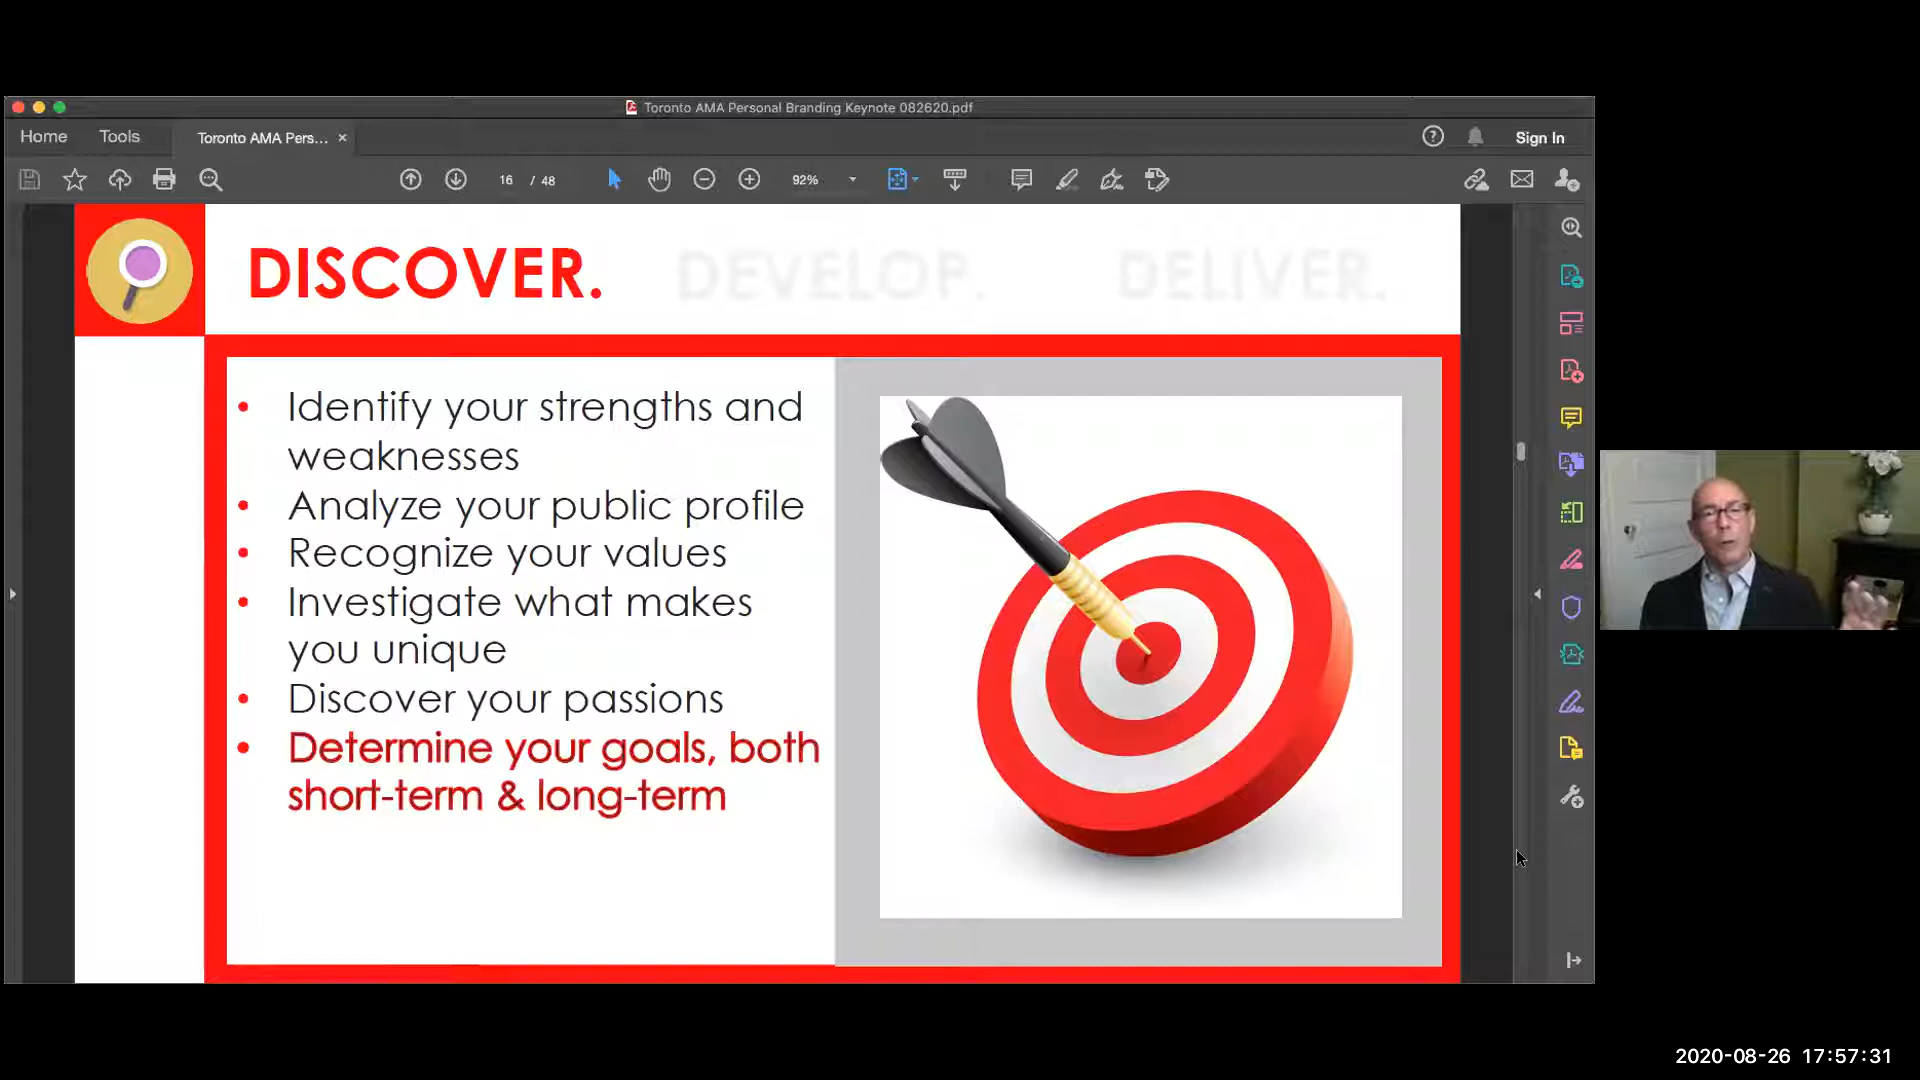 Toronto AMA Personal Branding Keynote 082620.pdf
Home Tools Toronto AMA Pers... × Sign In
16 / 48 92%
DISCOVER. DEVELOP. DELIVER.
• Identify your strengths and
weaknesses
• Analyze your public profile
• Recognize your values
• Investigate what makes
you unique
• Discover your passions
• Determine your goals, both
short-term & long-term
2020-08-26 17:57:31